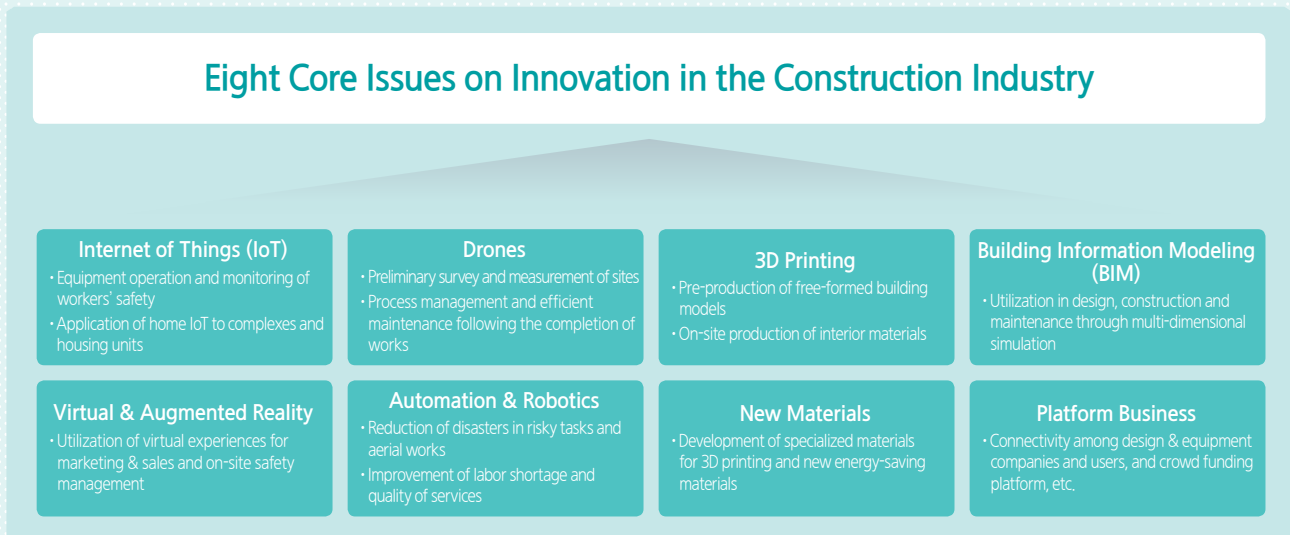 Eight Core Issues on Innovation in the Construction Industry
Internet of Things (IoT)
· Equipment operation and monitoring of
workers' safety
· Application of home IoT to complexes and
housing units
Drones
· Preliminary survey and measurement of sites
· Process management and efficient
maintenance following the completion of
works
3D Printing
· Pre-production of free-formed building
models
· On-site production of interior materials
Building Information Modeling
(BIM)
· Utilization in design, construction and
maintenance through multi-dimensional
simulation
Virtual & Augmented Reality
· Utilization of virtual experiences for
marketing & sales and on-site safety
management
Automation & Robotics
· Reduction of disasters in risky tasks and
aerial works
· Improvement of labor shortage and
quality of services
New Materials
· Development of specialized materials
for 3D printing and new energy-saving
materials
Platform Business
· Connectivity among design & equipment
companies and users, and crowd funding
platform, etc.